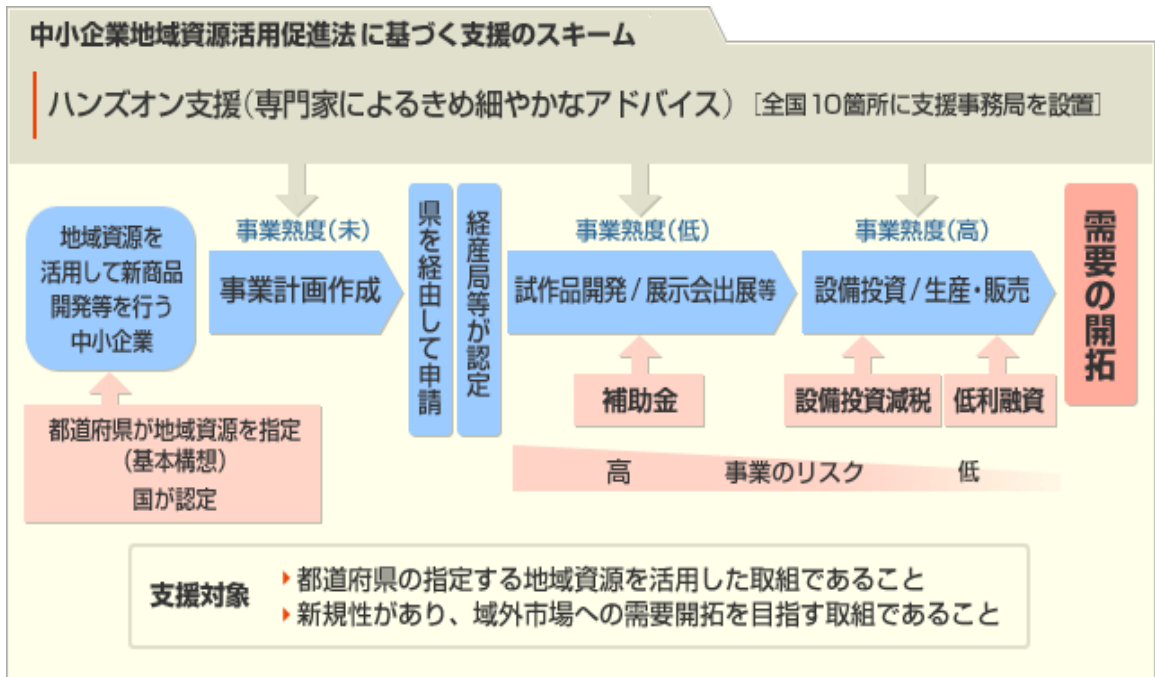 中小企業地域資源活用促進法に基づく支援のスキーム
ハンズオン支援(専門家によるきめ細やかなアドバイス) [全国10箇所に支援事務局を設置]
地域資源を
活用して新商品
開発等を行う
中小企業
都道府県が地域資源を指定
(基本構想)
国が認定
事業熟度(未)
事業計画作成
県を経由して申請
経産局等が認定
事業熟度(低)
試作品開発/展示会出展等
補助金
事業熟度(高)
設備投資/生産・販売
設備投資減税
低利融資
高 事業のリスク 低
需要の開拓
支援対象
都道府県の指定する地域資源を活用した取組であること
新規性があり、域外市場への需要開拓を目指す取組であること